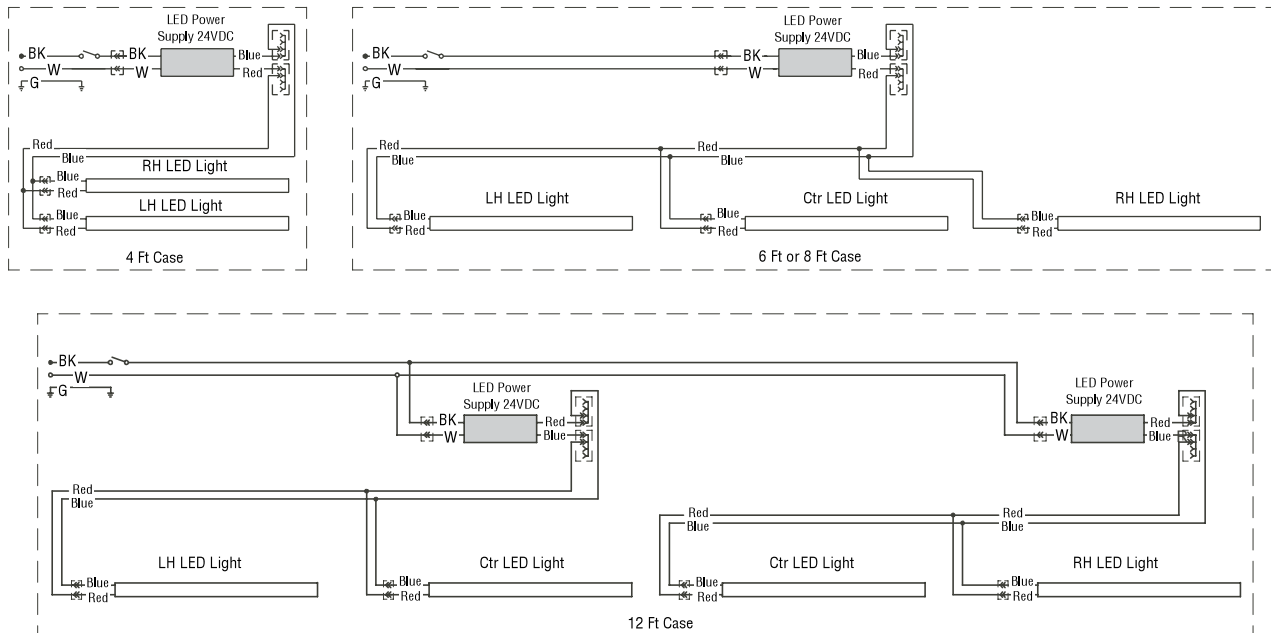 LED Power
Supply 24VDC
BK
BK
Blue
W
W
Red
G
Red
Blue
RH LED Light
Blue
Red
LH LED Light
Blue
Red
4 Ft Case
LED Power
Supply 24VDC
BK
BK
Blue
W
W
Red
G
Red
Red
Blue
Blue
LH LED Light
Ctr LED Light
RH LED Light
Blue
Blue
Blue
Red
Red
Red
6 Ft or 8 Ft Case
BK
W
G
LED Power
Supply 24VDC
BK
Red
W
Blue
LED Power
Supply 24VDC
BK
Red
W
Blue
Red
Blue
Red
Red
Blue
Blue
LH LED Light
Ctr LED Light
Ctr LED Light
RH LED Light
Blue
Blue
Blue
Blue
Red
Red
Red
Red
12 Ft Case